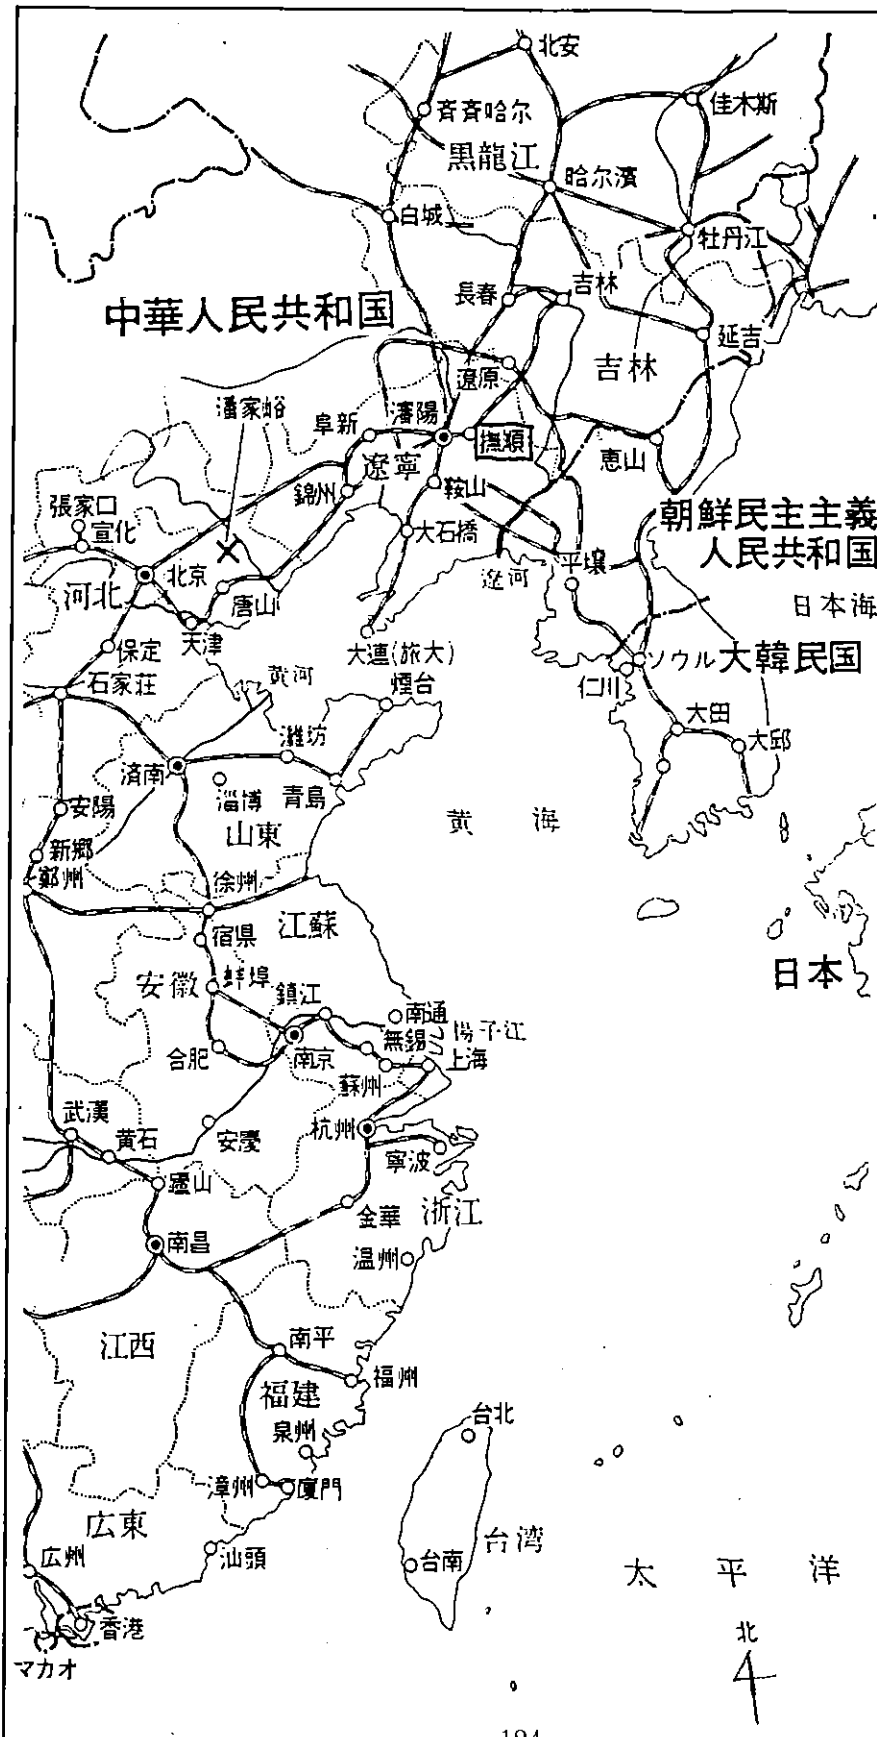 北安
斉斉哈尔
佳木斯
黒龍江
哈尔濱
白城
牡丹江
長春
吉林
中華人民共和国
延吉
遼原
吉林
潘家峪
阜新
瀋陽
撫順
恵山
遼寧
錦州
鞍山
張家口
宣化
大石橋
朝鮮民主主義
人民共和国
北京
平壤
遼河
河北
唐山
日本海
天津
保定
大連(旅大)
ソウル
大韓民国
黄河
石家荘
煙台
仁川
大田
濰坊
大邱
済南
淄博
青島
安陽
山東
黄海
新郷
鄭州
徐州
江蘇
宿県
日本
安徽
蚌埠
鎮江
南通
揚子江
無錫
合肥
南京
上海
蘇州
武漢
黄石
安慶
杭州
寧波
廬山
金華
浙江
南昌
温州
江西
南平
福州
福建
台北
泉州
漳州
廈門
広東
台湾
広州
汕頭
台南
太平洋
香港
北
マカオ